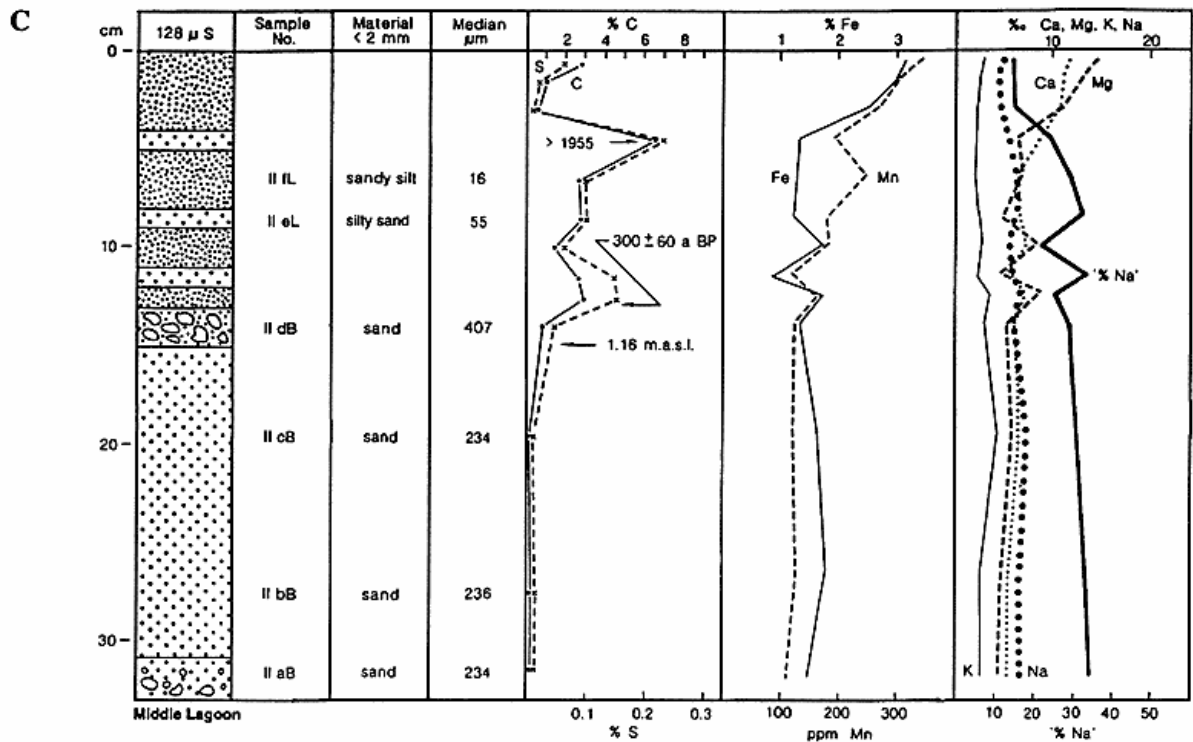 C
cm
128 µ S
Sample No.
Material < 2 mm
Median µm
% C
2 4 6 8
% Fe
1 2 3
‰ Ca, Mg, K, Na
10 20
0
S
C
Ca
Mg
> 1955
II fL sandy silt 16
Fe
Mn
II eL silty sand 55
10
300 ± 60 a BP
'% Na'
II dB sand 407
1.16 m.a.s.l.
20
II cB sand 234
II bB sand 236
30
II aB sand 234
K
Na
Middle Lagoon
0.1 0.2 0.3
% S
100 200 300
ppm Mn
10 20 30 40 50
'% Na'